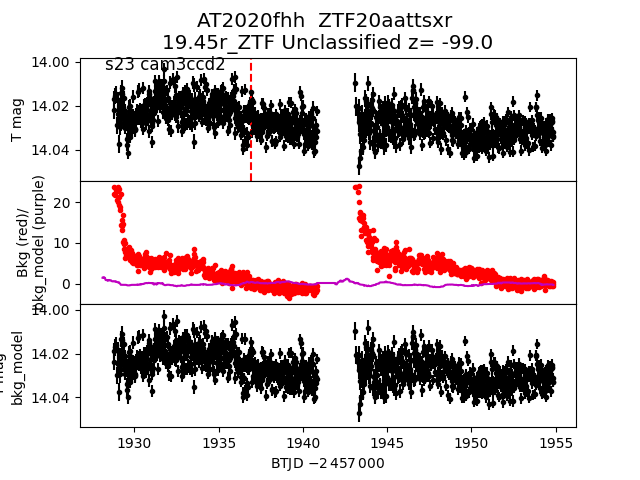 AT2020fhh  ZTF20aattsxr
19.45r_ZTF Unclassified z= -99.0
s23 cam3ccd2
14.00
14.02
14.04
T mag
20
10
0
Bkg (red)/
bkg_model (purple)
14.00
14.02
14.04
T mag
bkg_model
1930
1935
1940
1945
1950
1955
BTJD −2 457 000